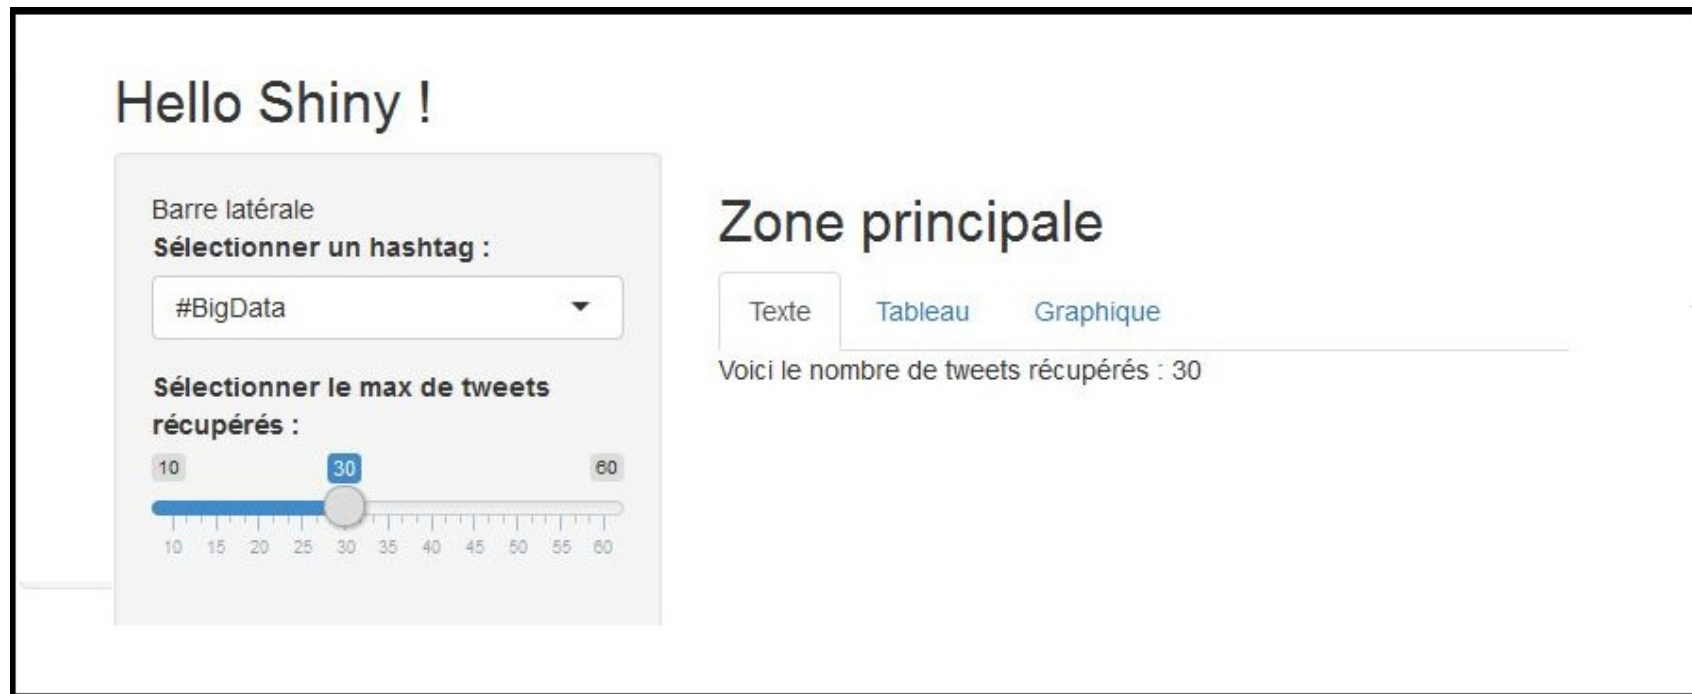 Hello Shiny !
Barre latérale
Sélectionner un hashtag :
#BigData
Sélectionner le max de tweets
récupérés :
10 30 60
10 15 20 25 30 35 40 45 50 55 60
Zone principale
Texte Tableau Graphique
Voici le nombre de tweets récupérés : 30